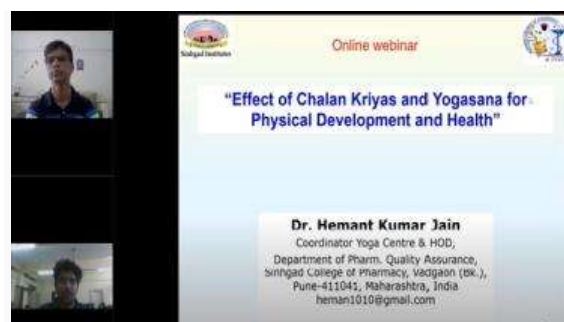 Sinhgad Institutes
Online webinar
"Effect of Chalan Kriyas and Yogasana for
Physical Development and Health"
Dr. Hemant Kumar Jain
Coordinator Yoga Centre & HOD,
Department of Pharm. Quality Assurance,
Sinhgad College of Pharmacy, Vadgaon (Bk.),
Pune-411041, Maharashtra, India
heman1010@gmail.com